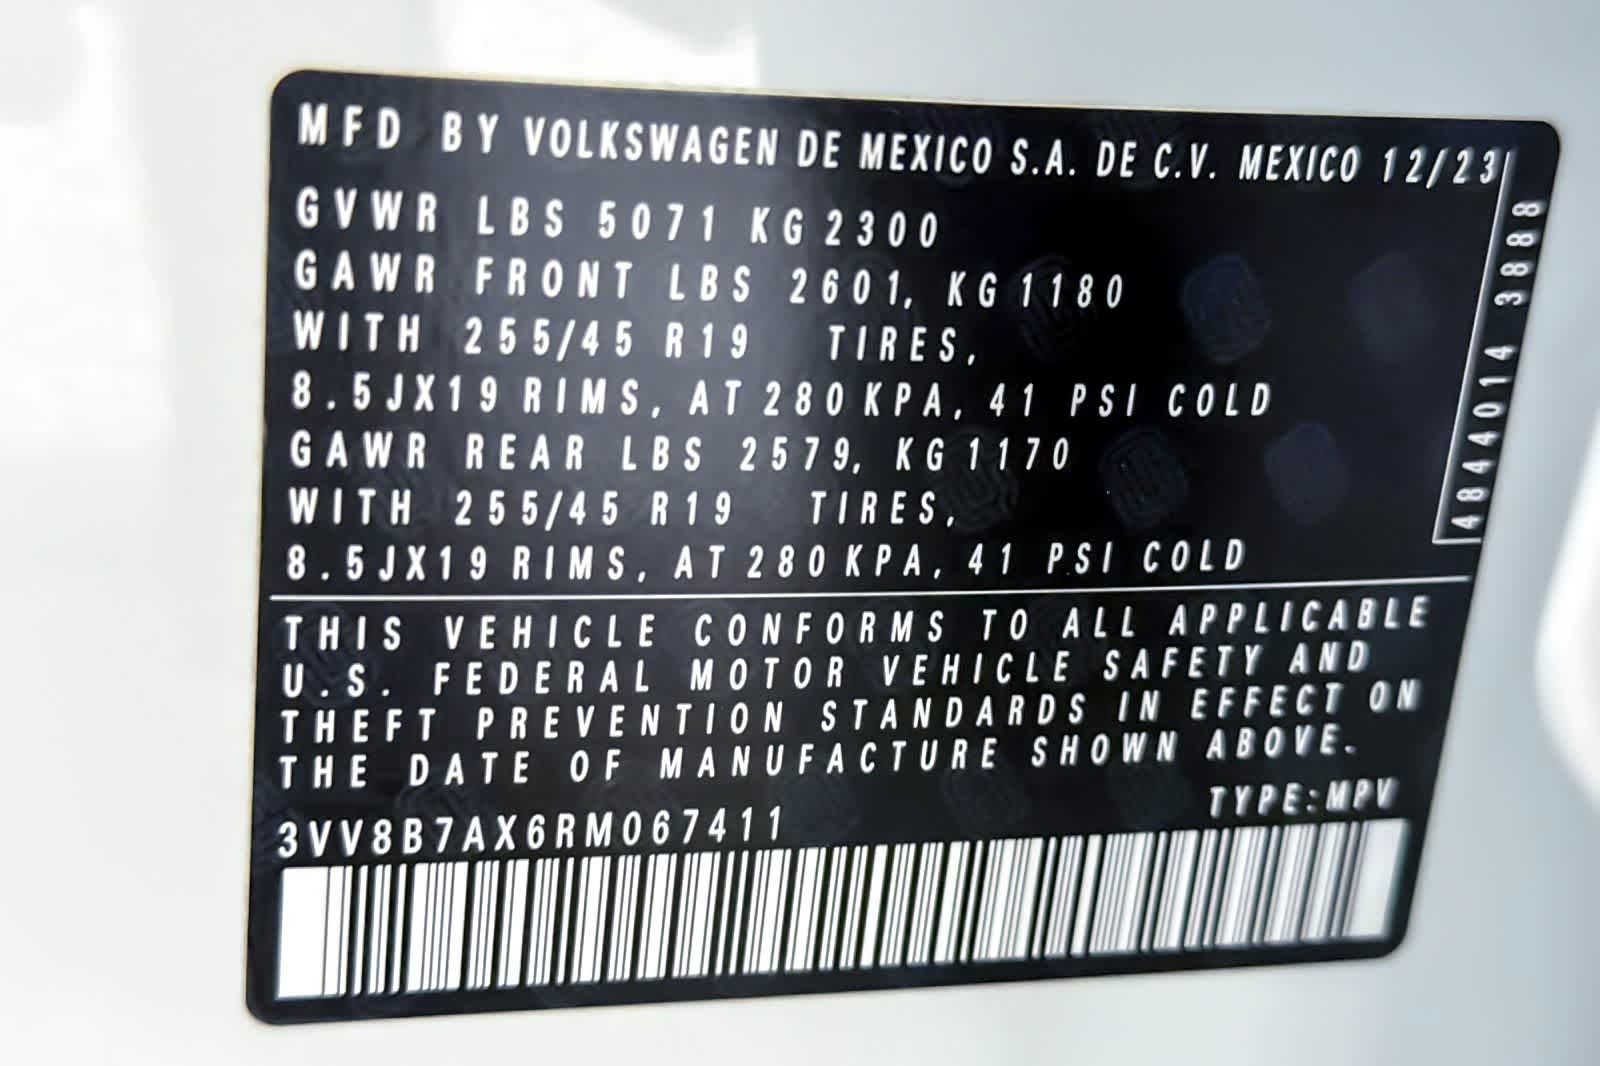 MFD BY VOLKSWAGEN DE MEXICO S.A. DE C.V. MEXICO 12/23
GVWR LBS 5071 KG 2300
GAWR FRONT LBS 2601, KG 1180
WITH 255/45 R19 TIRES,
8.5JX19 RIMS, AT 280 KPA, 41 PSI COLD
GAWR REAR LBS 2579, KG 1170
WITH 255/45 R19 TIRES,
8.5JX19 RIMS, AT 280 KPA, 41 PSI COLD
4844014 3888
THIS VEHICLE CONFORMS TO ALL APPLICABLE
U.S. FEDERAL MOTOR VEHICLE SAFETY AND
THEFT PREVENTION STANDARDS IN EFFECT ON
THE DATE OF MANUFACTURE SHOWN ABOVE.
3VV8B7AX6RM067411
TYPE:MPV